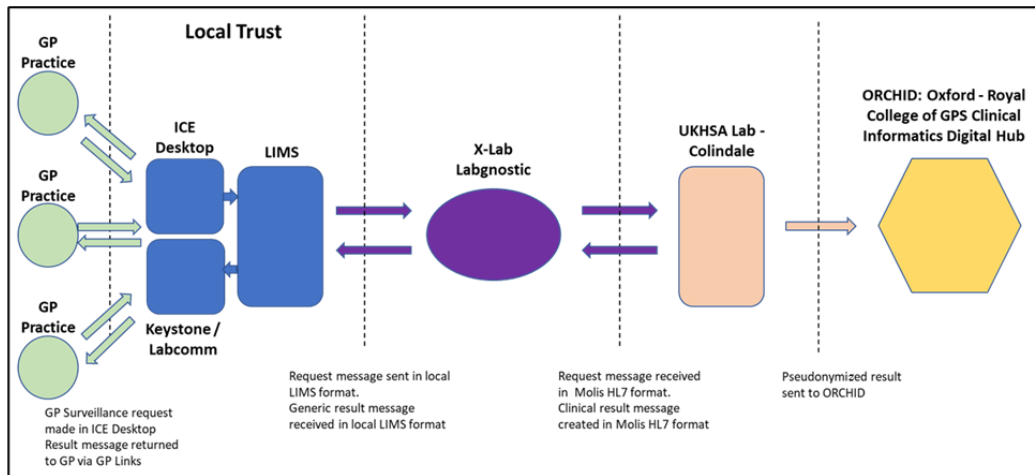 GP
Practice
Local Trust
ICE
Desktop
LIMS
GP
Practice
GP
Practice
Keystone /
Labcomm
X-Lab
Labgnostic
UKHSA Lab -
Colindale
ORCHID: Oxford - Royal
College of GPS Clinical
Informatics Digital Hub
GP Surveillance request
made in ICE Desktop
Result message returned
to GP via GP Links
Request message sent in local
LIMS format.
Generic result message
received in local LIMS format
Request message received
in Molis HL7 format.
Clinical result message
created in Molis HL7 format
Pseudonymized result
sent to ORCHID